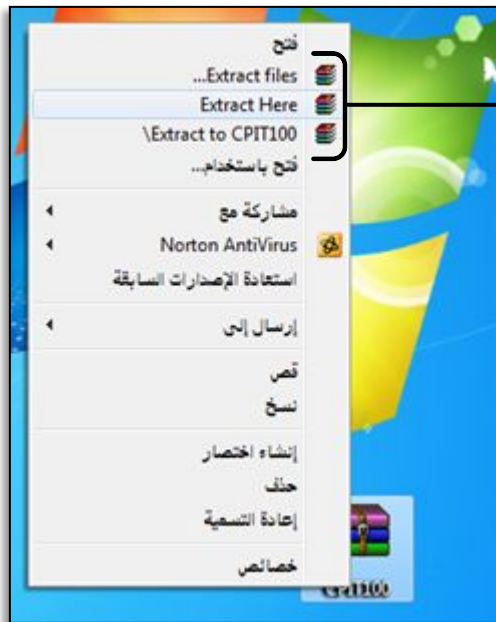 فتح
...Extract files
Extract Here
\Extract to CPIT100
فتح باستخدام...
مشاركة مع
Norton AntiVirus
استعادة الإصدارات السابقة
إرسال إلى
قص
نسخ
إنشاء اختصار
حذف
إعادة التسمية
خصائص
CPIT100